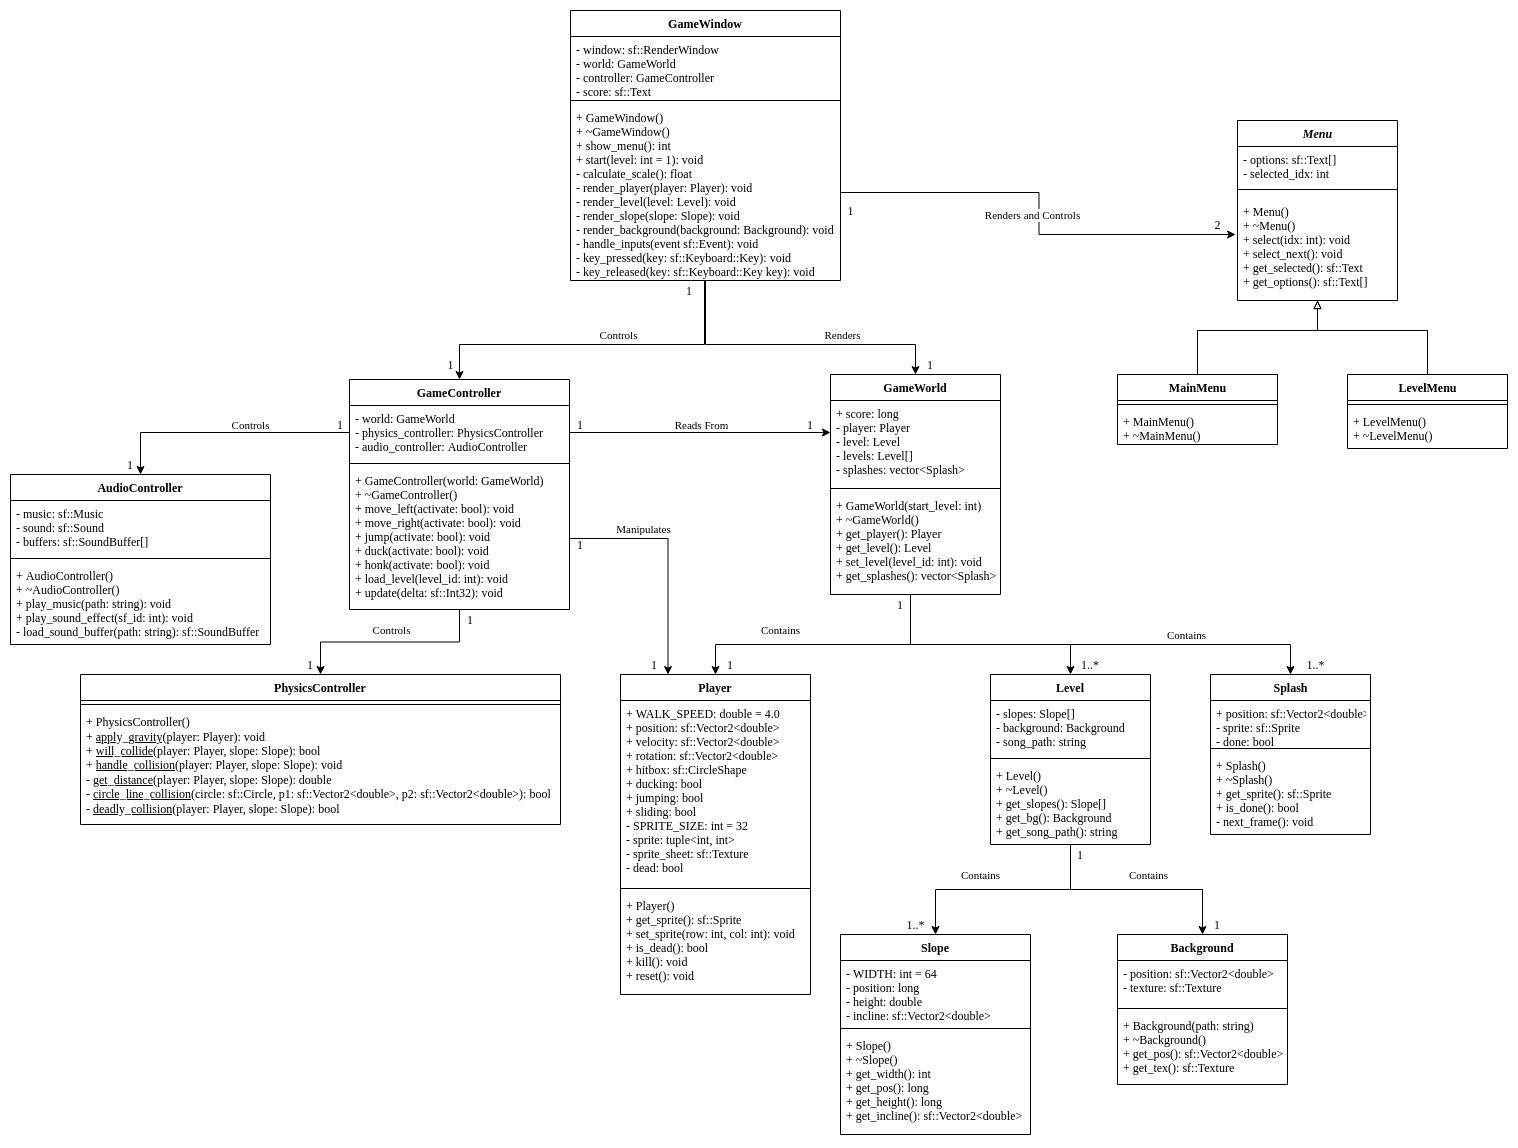 GameWindow
- window: sf::RenderWindow
- world: GameWorld
- controller: GameController
- score: sf::Text
+ GameWindow()
+ ~GameWindow()
+ show_menu(): int
+ start(level: int = 1): void
- calculate_scale(): float
- render_player(player: Player): void
- render_level(level: Level): void
- render_slope(slope: Slope): void
- render_background(background: Background): void
- handle_inputs(event sf::Event): void
- key_pressed(key: sf::Keyboard::Key): void
- key_released(key: sf::Keyboard::Key key): void
1
Renders and Controls
2
Menu
- options: sf::Text[]
- selected_idx: int
+ Menu()
+ ~Menu()
+ select(idx: int): void
+ select_next(): void
+ get_selected(): sf::Text
+ get_options(): sf::Text[]
1
Controls
Renders
1
1
MainMenu
+ MainMenu()
+ ~MainMenu()
LevelMenu
+ LevelMenu()
+ ~LevelMenu()
GameController
- world: GameWorld
- physics_controller: PhysicsController
- audio_controller: AudioController
+ GameController(world: GameWorld)
+ ~GameController()
+ move_left(activate: bool): void
+ move_right(activate: bool): void
+ jump(activate: bool): void
+ duck(activate: bool): void
+ honk(activate: bool): void
+ load_level(level_id: int): void
+ update(delta: sf::Int32): void
GameWorld
+ score: long
- player: Player
- level: Level
- levels: Level[]
- splashes: vector<Splash>
+ GameWorld(start_level: int)
+ ~GameWorld()
+ get_player(): Player
+ get_level(): Level
+ set_level(level_id: int): void
+ get_splashes(): vector<Splash>
Controls
1
1
1
Reads From
1
Manipulates
1
AudioController
- music: sf::Music
- sound: sf::Sound
- buffers: sf::SoundBuffer[]
+ AudioController()
+ ~AudioController()
+ play_music(path: string): void
+ play_sound_effect(sf_id: int): void
- load_sound_buffer(path: string): sf::SoundBuffer
1
Controls
1
1
Contains
Contains
1
1
1..*
1..*
PhysicsController
+ PhysicsController()
+ apply_gravity(player: Player): void
+ will_collide(player: Player, slope: Slope): bool
+ handle_collision(player: Player, slope: Slope): void
- get_distance(player: Player, slope: Slope): double
- circle_line_collision(circle: sf::Circle, p1: sf::Vector2<double>, p2: sf::Vector2<double>): bool
- deadly_collision(player: Player, slope: Slope): bool
Player
+ WALK_SPEED: double = 4.0
+ position: sf::Vector2<double>
+ velocity: sf::Vector2<double>
+ rotation: sf::Vector2<double>
+ hitbox: sf::CircleShape
+ ducking: bool
+ jumping: bool
+ sliding: bool
- SPRITE_SIZE: int = 32
- sprite: tuple<int, int>
- sprite_sheet: sf::Texture
- dead: bool
+ Player()
+ get_sprite(): sf::Sprite
+ set_sprite(row: int, col: int): void
+ is_dead(): bool
+ kill(): void
+ reset(): void
Level
- slopes: Slope[]
- background: Background
- song_path: string
+ Level()
+ ~Level()
+ get_slopes(): Slope[]
+ get_bg(): Background
+ get_song_path(): string
Splash
+ position: sf::Vector2<double>
- sprite: sf::Sprite
- done: bool
+ Splash()
+ ~Splash()
+ get_sprite(): sf::Sprite
+ is_done(): bool
- next_frame(): void
1
Contains
Contains
1..*
1
Slope
- WIDTH: int = 64
- position: long
- height: double
- incline: sf::Vector2<double>
+ Slope()
+ ~Slope()
+ get_width(): int
+ get_pos(): long
+ get_height(): long
+ get_incline(): sf::Vector2<double>
Background
- position: sf::Vector2<double>
- texture: sf::Texture
+ Background(path: string)
+ ~Background()
+ get_pos(): sf::Vector2<double>
+ get_tex(): sf::Texture